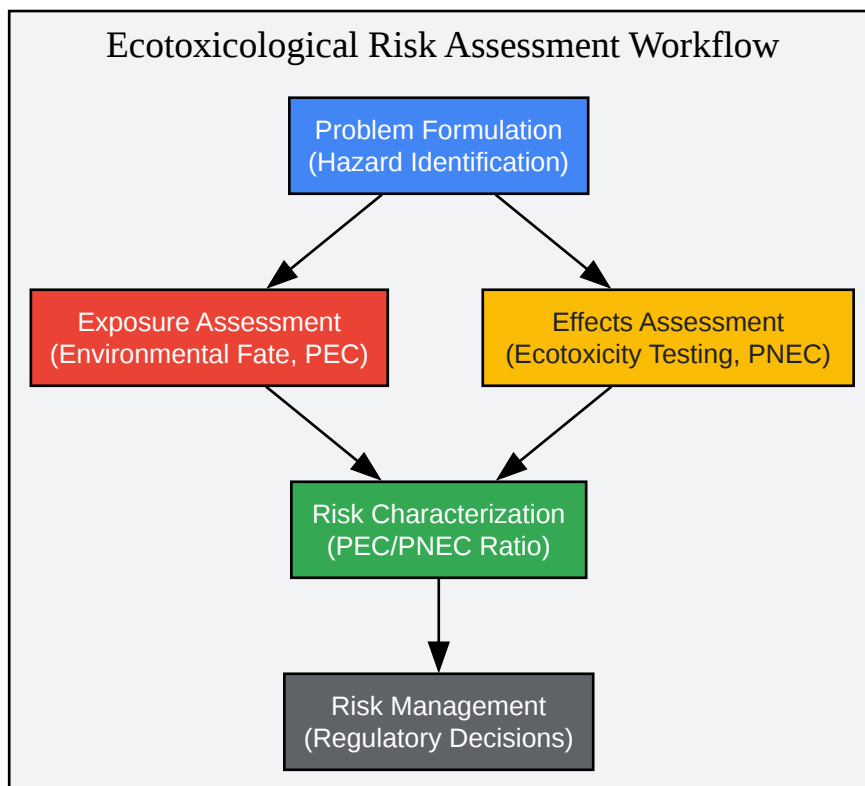 Ecotoxicological Risk Assessment Workflow
Problem Formulation
(Hazard Identification)
Exposure Assessment
(Environmental Fate, PEC)
Effects Assessment
(Ecotoxicity Testing, PNEC)
Risk Characterization
(PEC/PNEC Ratio)
Risk Management
(Regulatory Decisions)